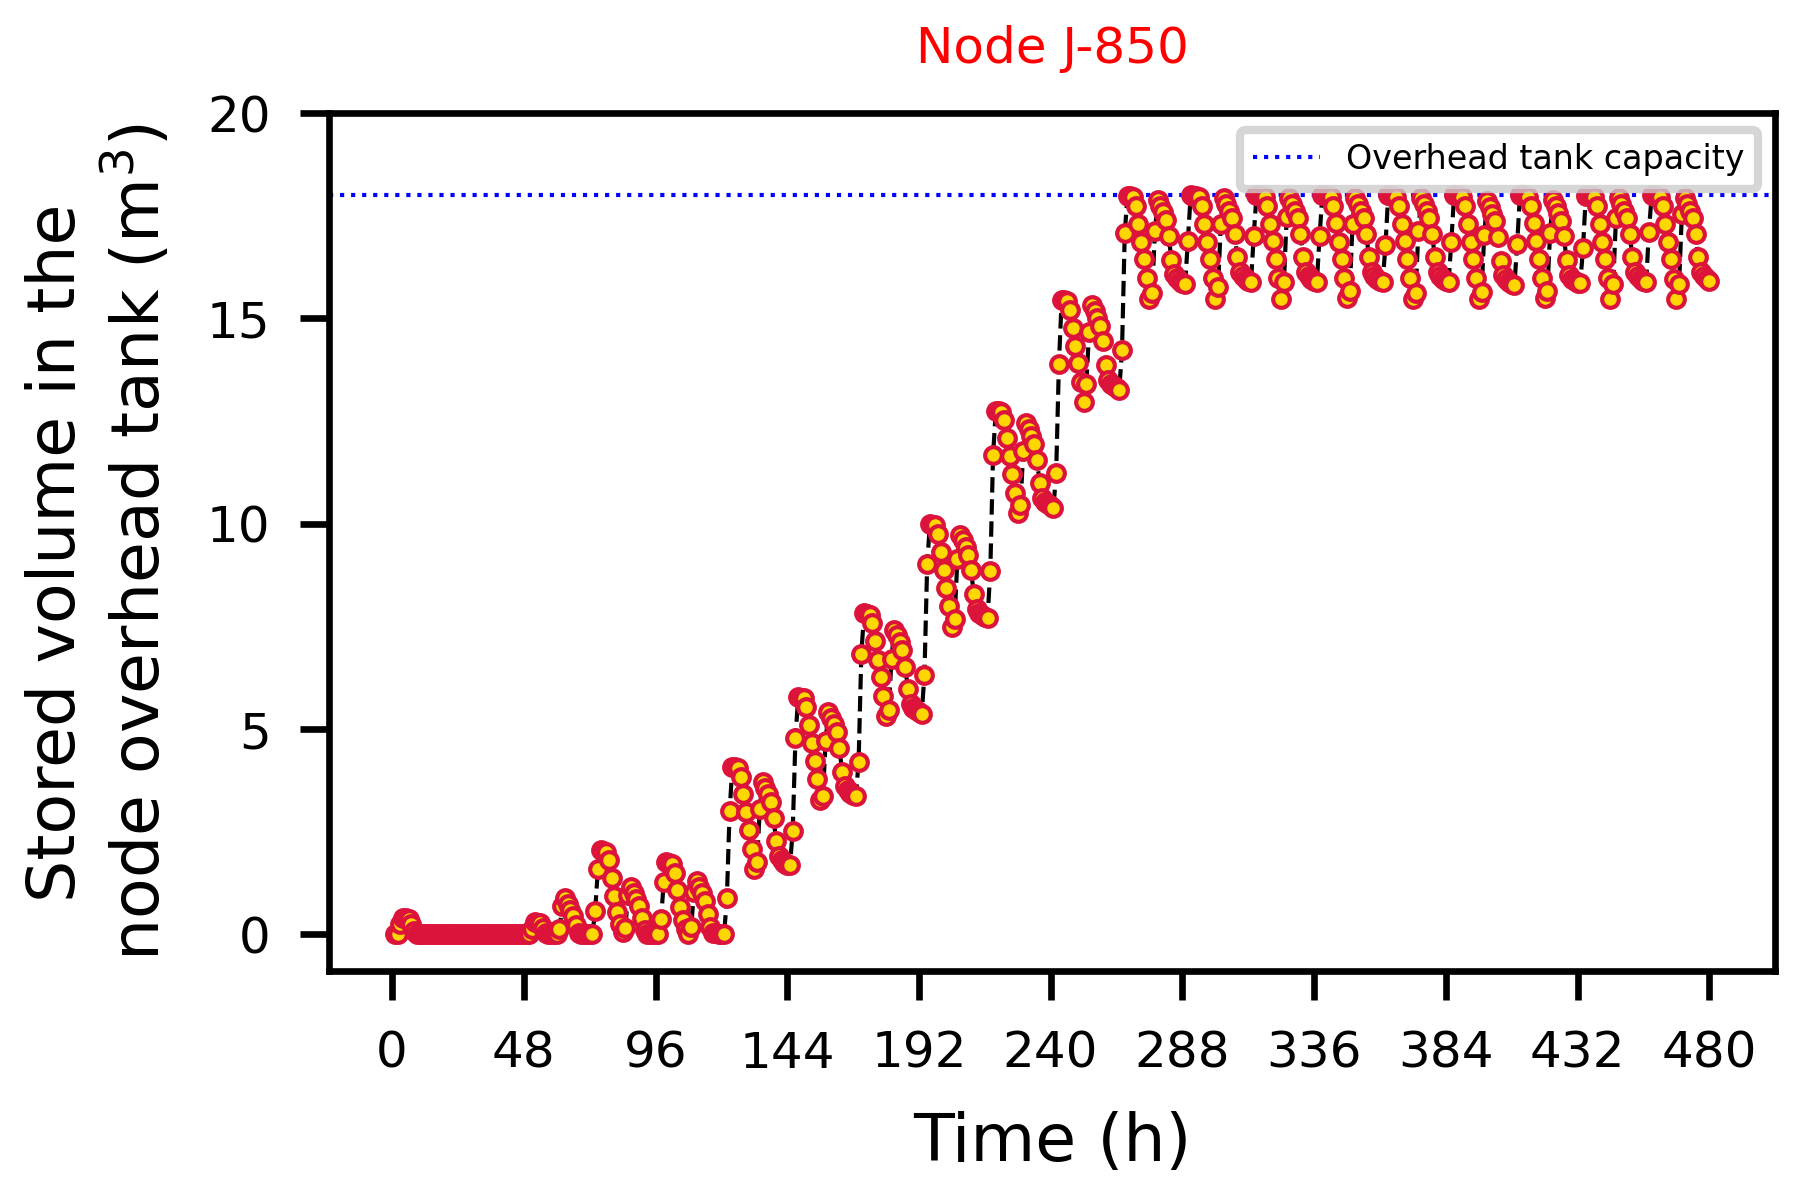 Node J-850
Stored volume in the
node overhead tank (m³)
20
15
10
5
0
Overhead tank capacity
0 48 96 144 192 240 288 336 384 432 480
Time (h)